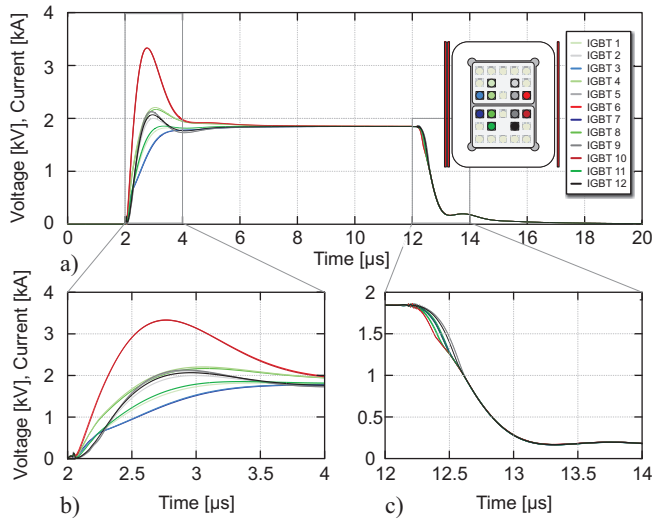 Voltage [kV], Current [kA]
4
3
2
1
0
0 2 4 6 8 10 12 14 16 18 20
Time [µs]
a)
IGBT 1
IGBT 2
IGBT 3
IGBT 4
IGBT 5
IGBT 6
IGBT 7
IGBT 8
IGBT 9
IGBT 10
IGBT 11
IGBT 12
Voltage [kV], Current [kA]
4
3
2
1
0
2 2.5 3 3.5 4
Time [µs]
b)
2
1.5
1
0.5
0
12 12.5 13 13.5 14
Time [µs]
c)